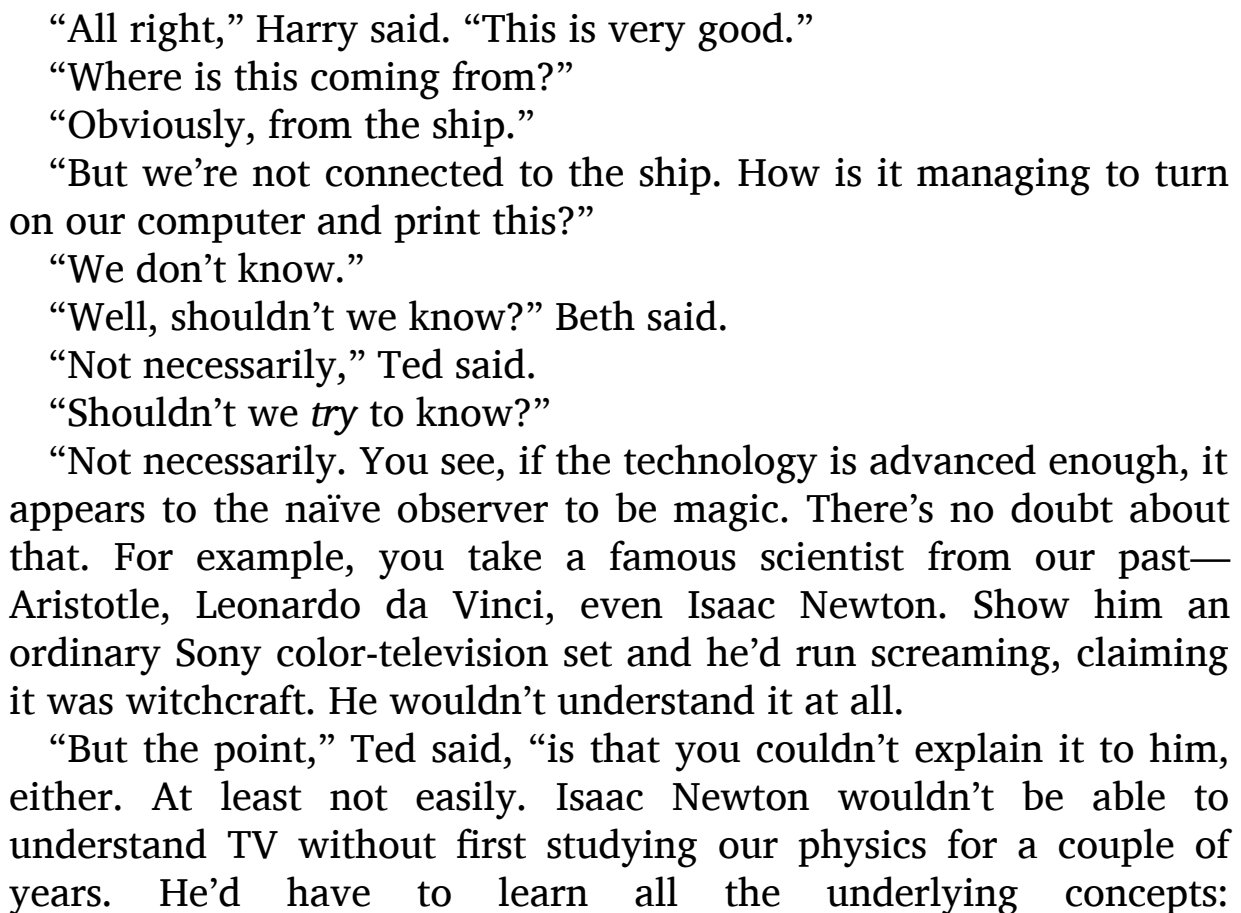 “All right,” Harry said. “This is very good.”
“Where is this coming from?”
“Obviously, from the ship.”
“But we’re not connected to the ship. How is it managing to turn
on our computer and print this?”
“We don’t know.”
“Well, shouldn’t we know?” Beth said.
“Not necessarily,” Ted said.
“Shouldn’t we try to know?”
“Not necessarily. You see, if the technology is advanced enough, it
appears to the naïve observer to be magic. There’s no doubt about
that. For example, you take a famous scientist from our past—
Aristotle, Leonardo da Vinci, even Isaac Newton. Show him an
ordinary Sony color-television set and he’d run screaming, claiming
it was witchcraft. He wouldn’t understand it at all.
“But the point,” Ted said, “is that you couldn’t explain it to him,
either. At least not easily. Isaac Newton wouldn’t be able to
understand TV without first studying our physics for a couple of
years. He’d have to learn all the underlying concepts: